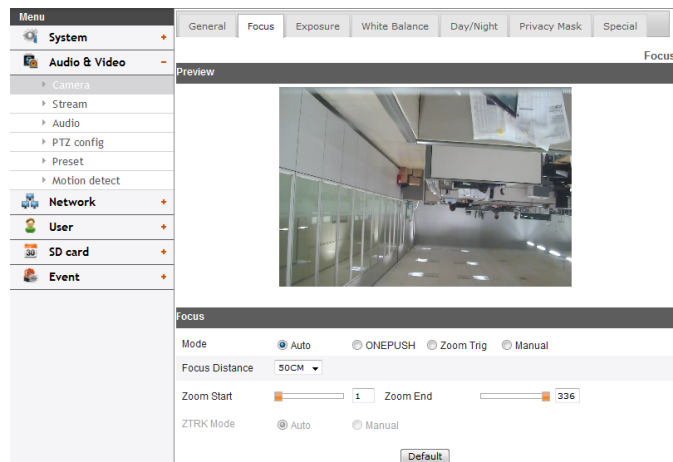 Menu
System +
Audio & Video -
Camera
Stream
Audio
PTZ config
Preset
Motion detect
Network +
User +
30 SD card +
Event +
General Focus Exposure White Balance Day/Night Privacy Mask Special
Focus
Preview
Focus
Mode Auto ONEPUSH Zoom Trig Manual
Focus Distance 50CM
Zoom Start 1 Zoom End 336
ZTRK Mode Auto Manual
Default